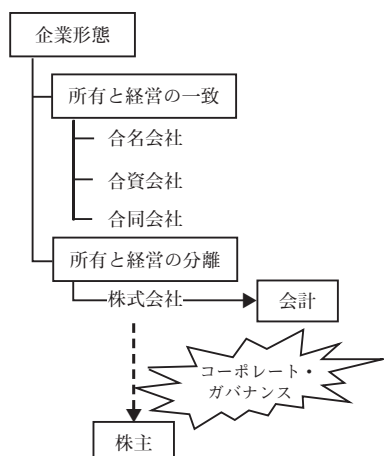 企業形態
所有と経営の一致
合名会社
合資会社
合同会社
所有と経営の分離
株式会社
会計
コーポレート・
ガバナンス
株主